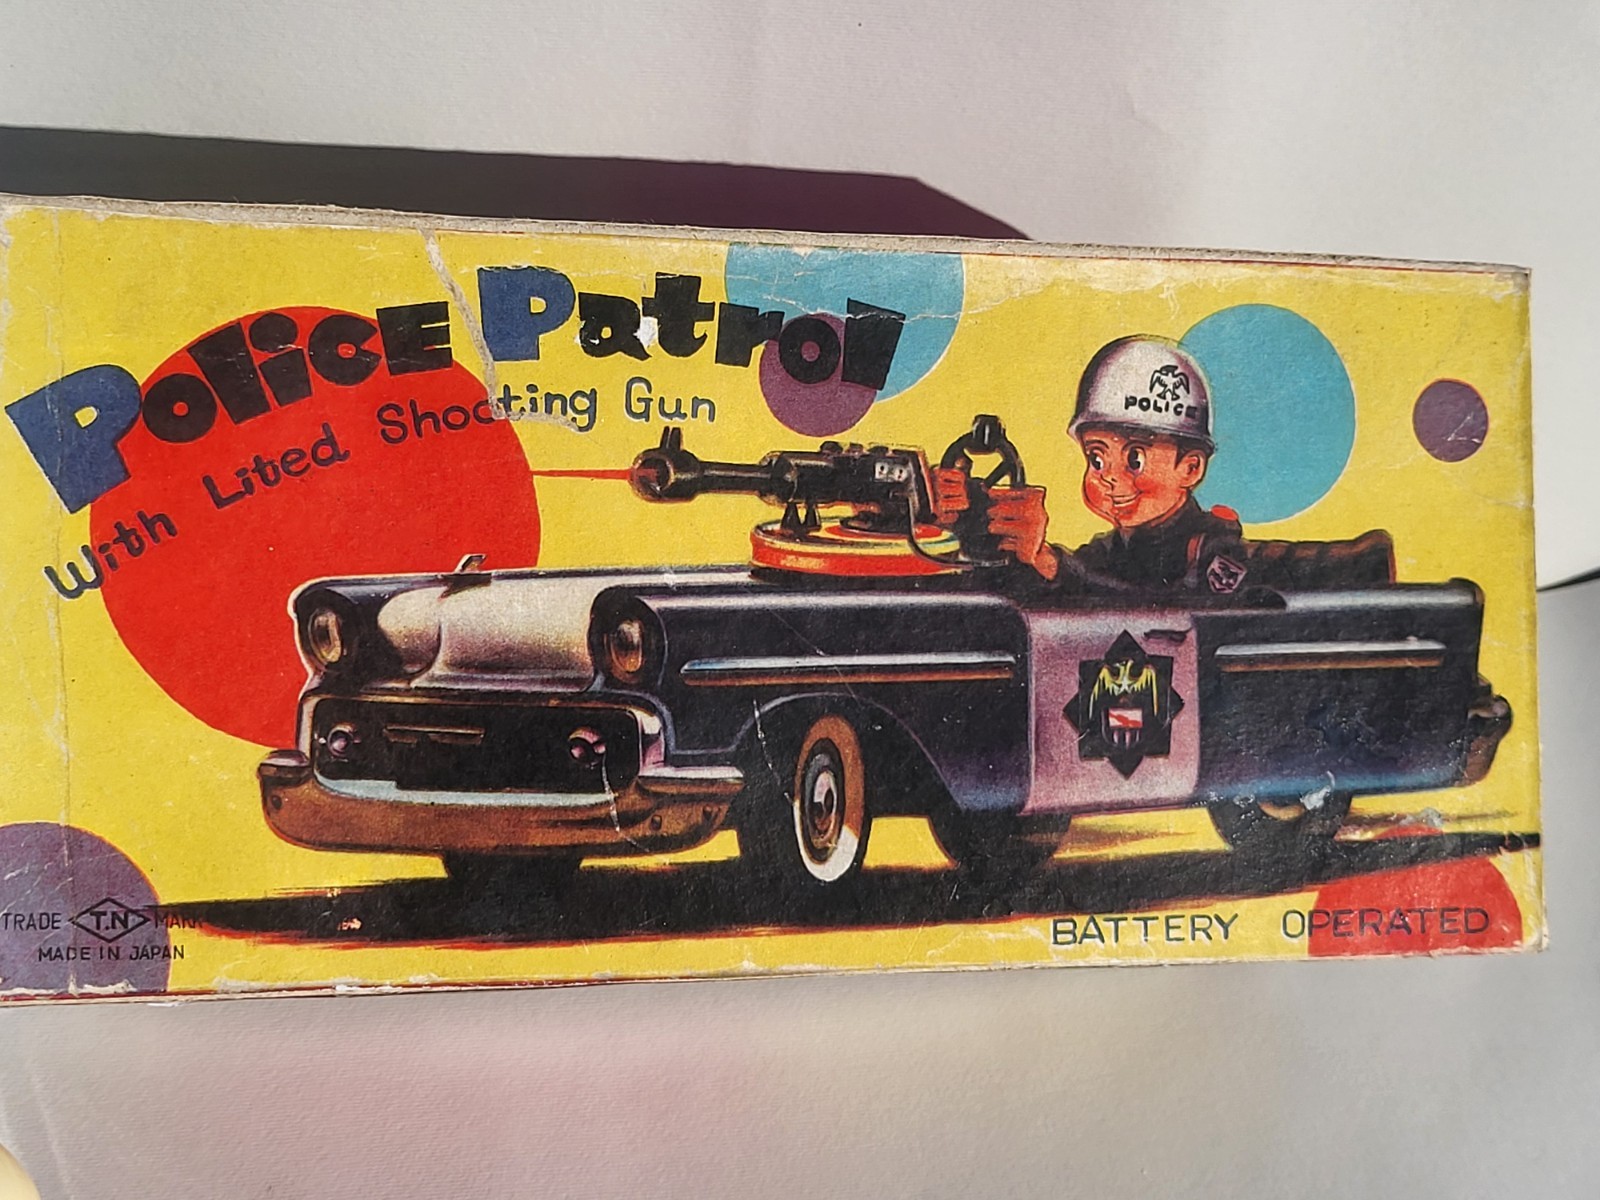 Police Patrol
With Lited Shooting Gun
POLICE
TRADE T.N MARK
MADE IN JAPAN
BATTERY OPERATED